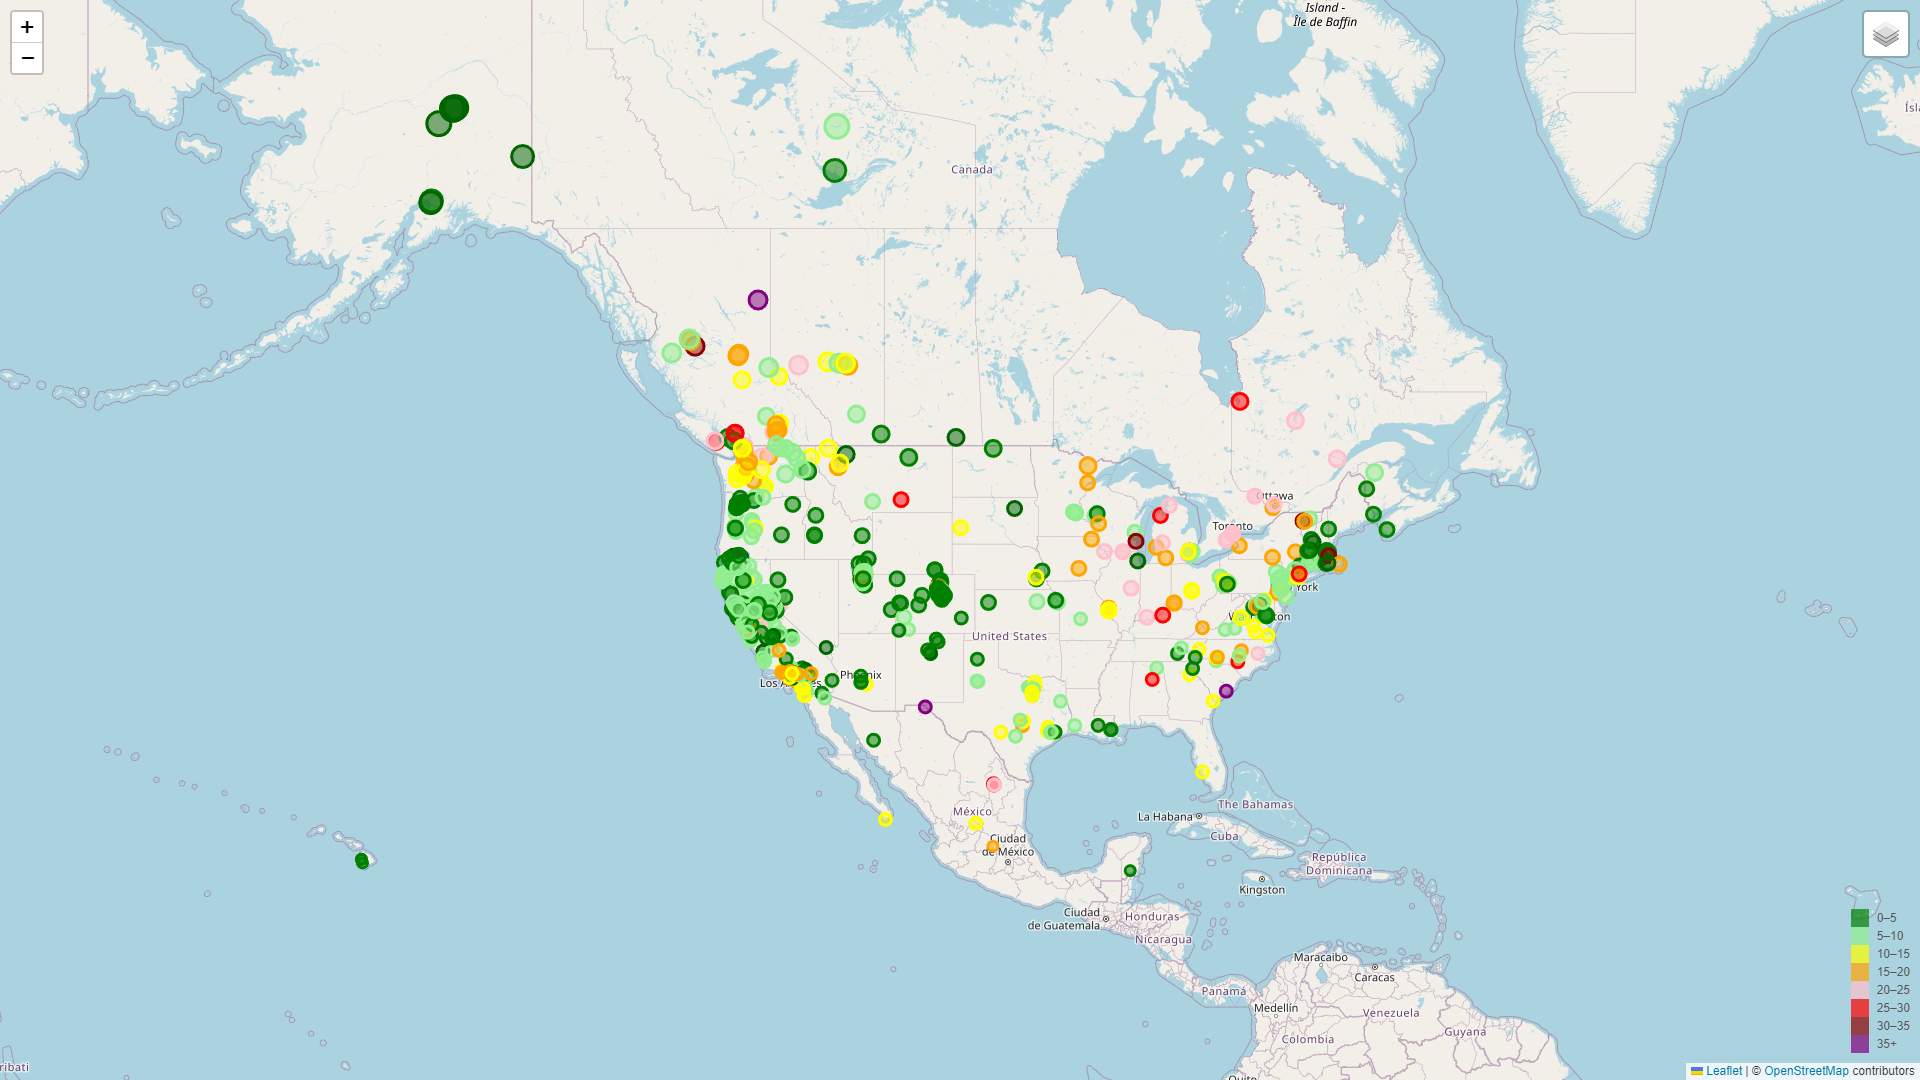 Island -
Île de Baffin
+
−
Canada
Ottawa
Toronto
York
United States
Phoenix
México
Ciudad
de México
La Habana
The Bahamas
Cuba
República
Dominicana
Kingston
Ciudad
de Guatemala
Honduras
Nicaragua
Maracaibo
Caracas
Panamá
Medellín
Venezuela
Guyana
Colombia
0–5
5–10
10–15
15–20
20–25
25–30
30–35
35+
Leaflet | © OpenStreetMap contributors